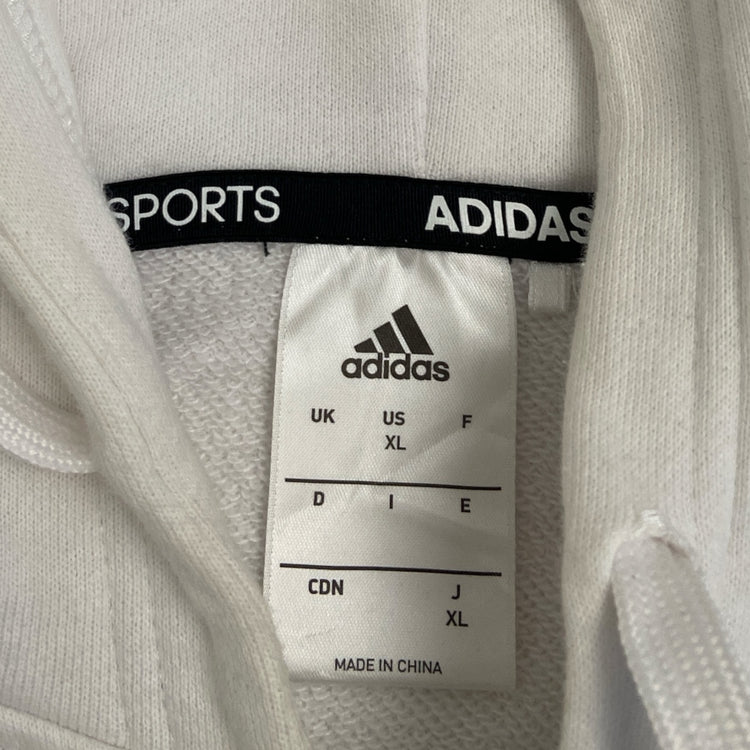 SPORTS ADIDAS
adidas
UK US F
XL
D I E
CDN J
XL
MADE IN CHINA